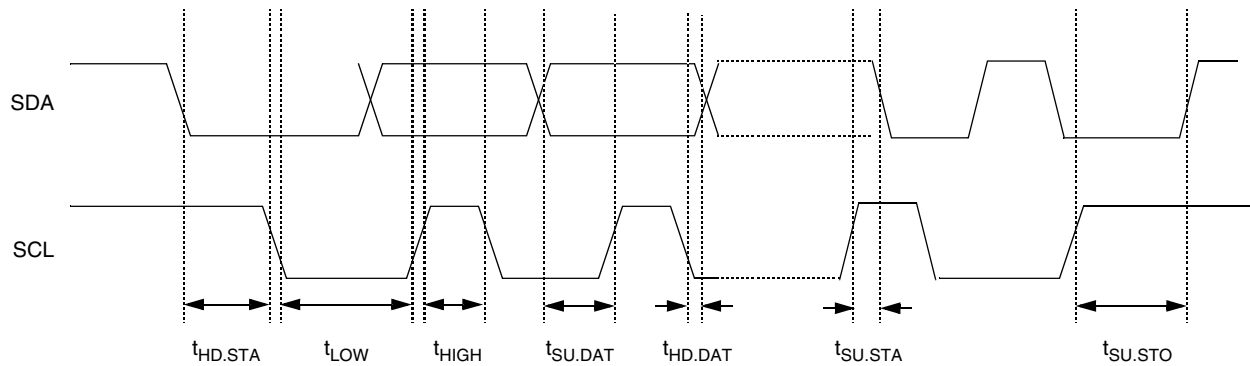 SDA
SCL
tHD.STA tLOW tHIGH tSU.DAT tHD.DAT tSU.STA tSU.STO